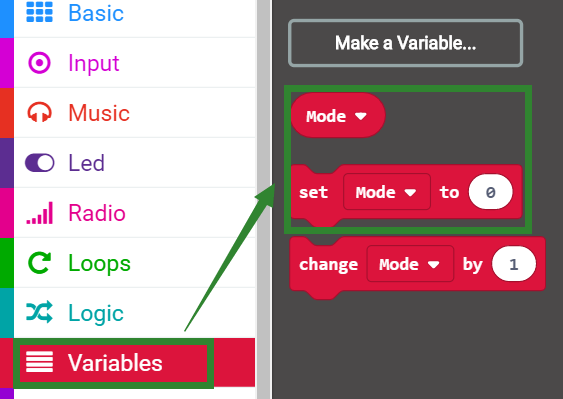 Basic
Input
Music
Led
Radio
Loops
Logic
Variables
Make a Variable...
Mode
set Mode to 0
change Mode by 1